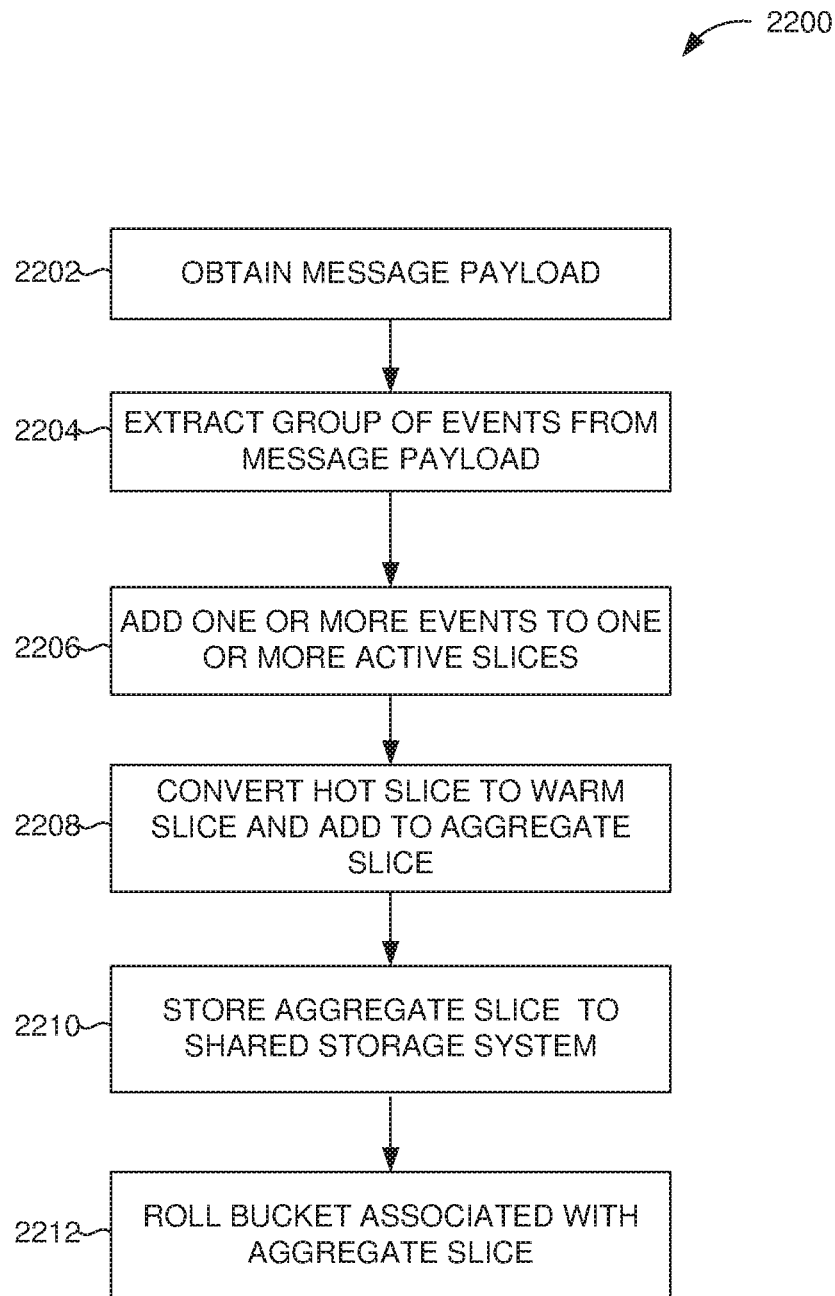 2200
2202
OBTAIN MESSAGE PAYLOAD
2204
EXTRACT GROUP OF EVENTS FROM
MESSAGE PAYLOAD
2206
ADD ONE OR MORE EVENTS TO ONE
OR MORE ACTIVE SLICES
2208
CONVERT HOT SLICE TO WARM
SLICE AND ADD TO AGGREGATE
SLICE
2210
STORE AGGREGATE SLICE TO
SHARED STORAGE SYSTEM
2212
ROLL BUCKET ASSOCIATED WITH
AGGREGATE SLICE